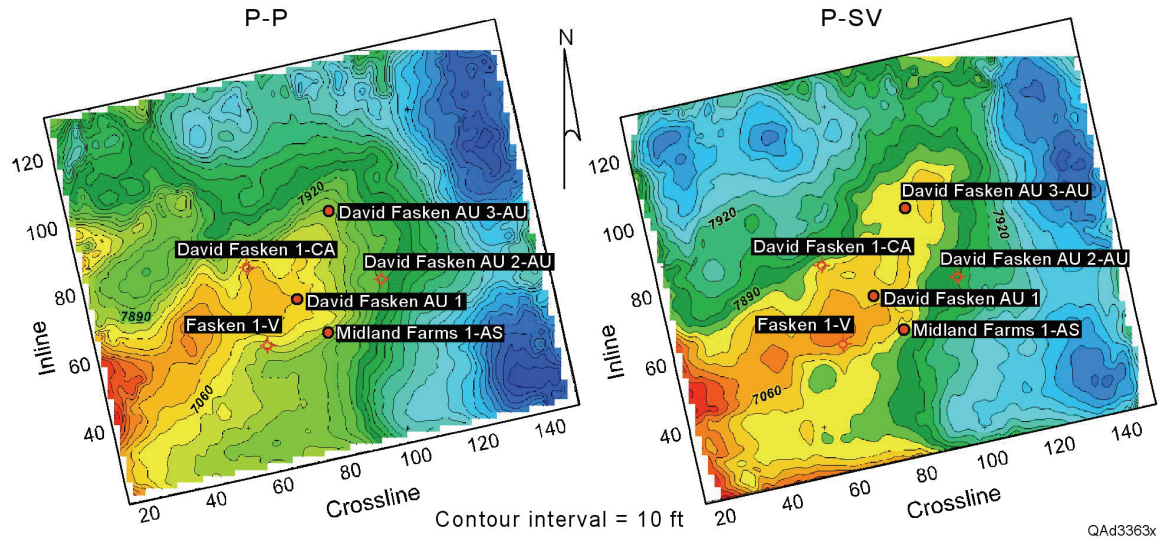 P-P
P-SV
N
120
100
80
60
40
Inline
20
40
60
80
100
120
140
Crossline
7920
7890
7060
David Fasken AU 3-AU
David Fasken 1-CA
David Fasken AU 2-AU
David Fasken AU 1
Fasken 1-V
Midland Farms 1-AS
120
100
80
60
40
Inline
20
40
60
80
100
120
140
Crossline
7920
7920
7890
7060
David Fasken AU 3-AU
David Fasken 1-CA
David Fasken AU 2-AU
David Fasken AU 1
Fasken 1-V
Midland Farms 1-AS
Contour interval = 10 ft
QAd3363x